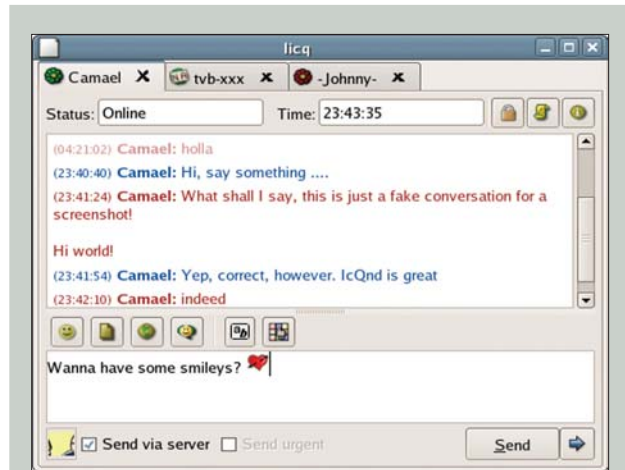 licq
Camael tvb-xxx -Johnny-
Status: Online Time: 23:43:35
(04:21:02) Camael: holla
(23:40:40) Camael: Hi, say something ....
(23:41:24) Camael: What shall I say, this is just a fake conversation for a
screenshot!
Hi world!
(23:41:54) Camael: Yep, correct, however. IcQnd is great
(23:42:10) Camael: indeed
Wanna have some smileys?
Send via server Send urgent Send